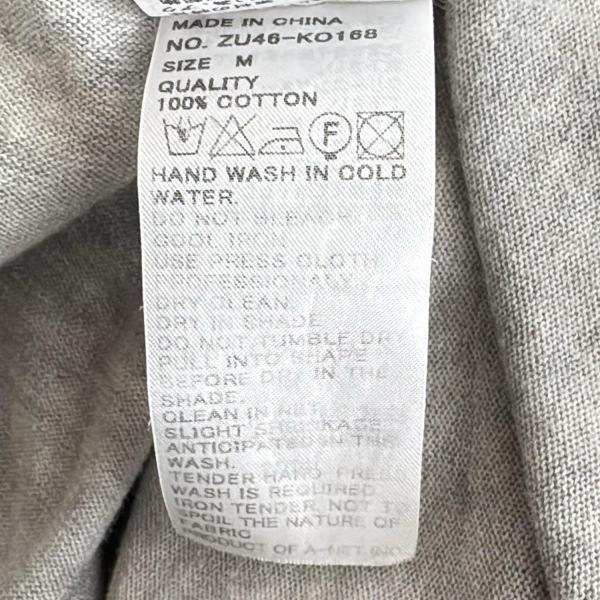 MADE IN CHINA
NO. ZU46-KO168
SIZE M
QUALITY
100% COTTON
F
HAND WASH IN COLD
WATER.
DO NOT BLEACH
COOL IRON
USE PRESS CLOTH
PROFESSIONALLY
DRY CLEAN
DRY IN SHADE
DO NOT TUMBLE DRY
PULL INTO SHAPE
BEFORE DRY IN THE
SHADE.
CLEAN IN NET
SLIGHT SHRINKAGE
ANTICIPATED IN THE
WASH.
TENDER HAND-PRESS
WASH IS REQUIRED
IRON TENDER, NOT TO
SPOIL THE NATURE OF
FABRIC
PRODUCT OF A-NET INC.